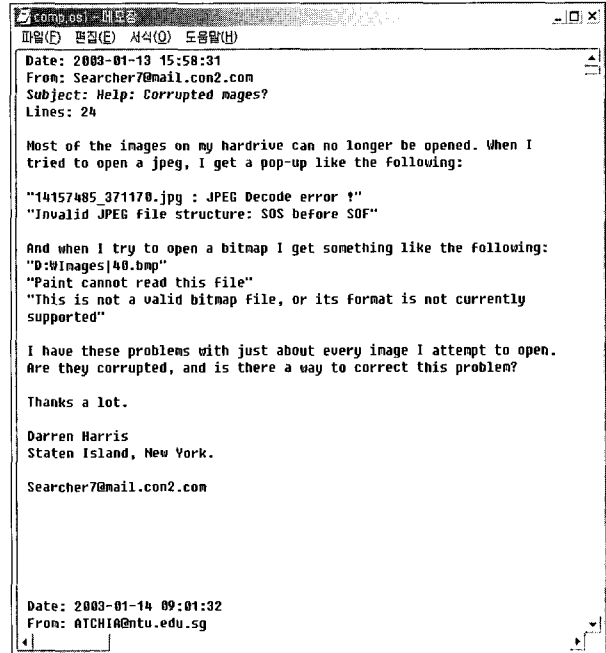 comp.os1 - 메모장
파일(F) 편집(E) 서식(O) 도움말(H)
Date: 2003-01-13 15:58:31
From: Searcher7@mail.con2.com
Subject: Help: Corrupted mages?
Lines: 24
Most of the images on my hardrive can no longer be opened. When I
tried to open a jpeg, I get a pop-up like the following:
"14157485_371170.jpg : JPEG Decode error !"
"Invalid JPEG file structure: SOS before SOF"
And when I try to open a bitmap I get something like the following:
"D:₩Images|40.bmp"
"Paint cannot read this file"
"This is not a valid bitmap file, or its format is not currently
supported"
I have these problems with just about every image I attempt to open.
Are they corrupted, and is there a way to correct this problem?
Thanks a lot.
Darren Harris
Staten Island, New York.
Searcher7@mail.con2.com
Date: 2003-01-14 09:01:32
From: ATCHIA@ntu.edu.sg